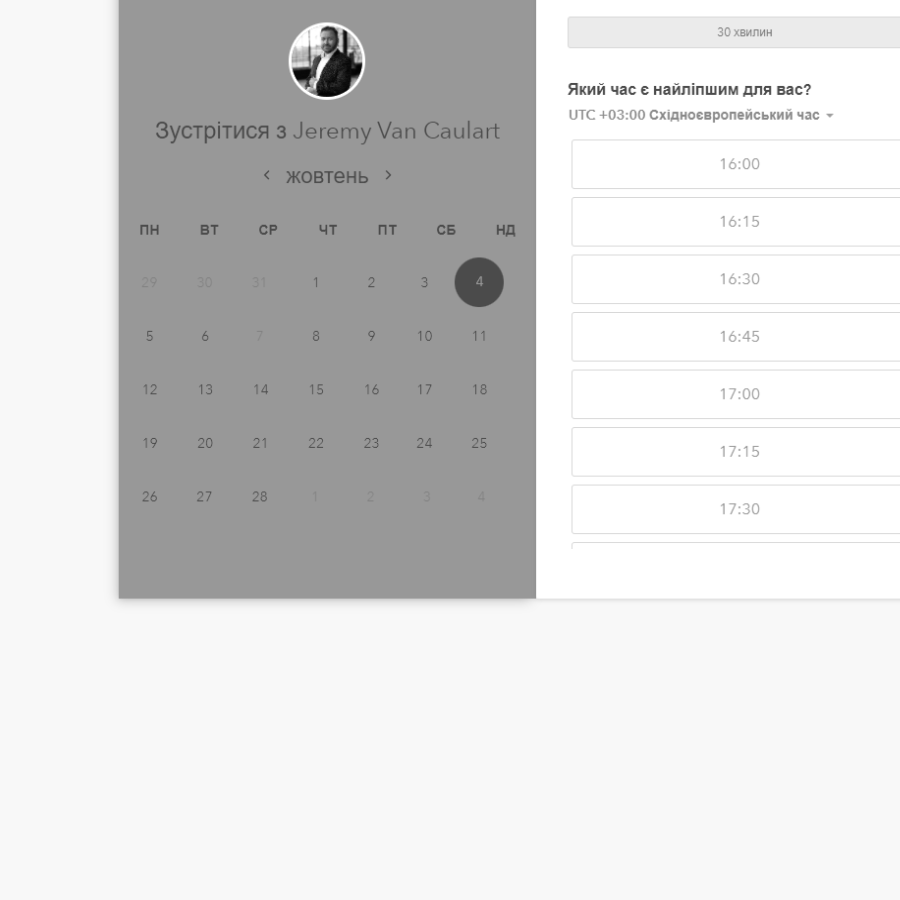 Зустрітися з Jeremy Van Caulart
‹ жовтень ›
ПН ВТ СР ЧТ ПТ СБ НД
29 30 31 1 2 3 4
5 6 7 8 9 10 11
12 13 14 15 16 17 18
19 20 21 22 23 24 25
26 27 28 1 2 3 4
30 хвилин
Який час є найліпшим для вас?
UTC +03:00 Східноєвропейський час
16:00
16:15
16:30
16:45
17:00
17:15
17:30